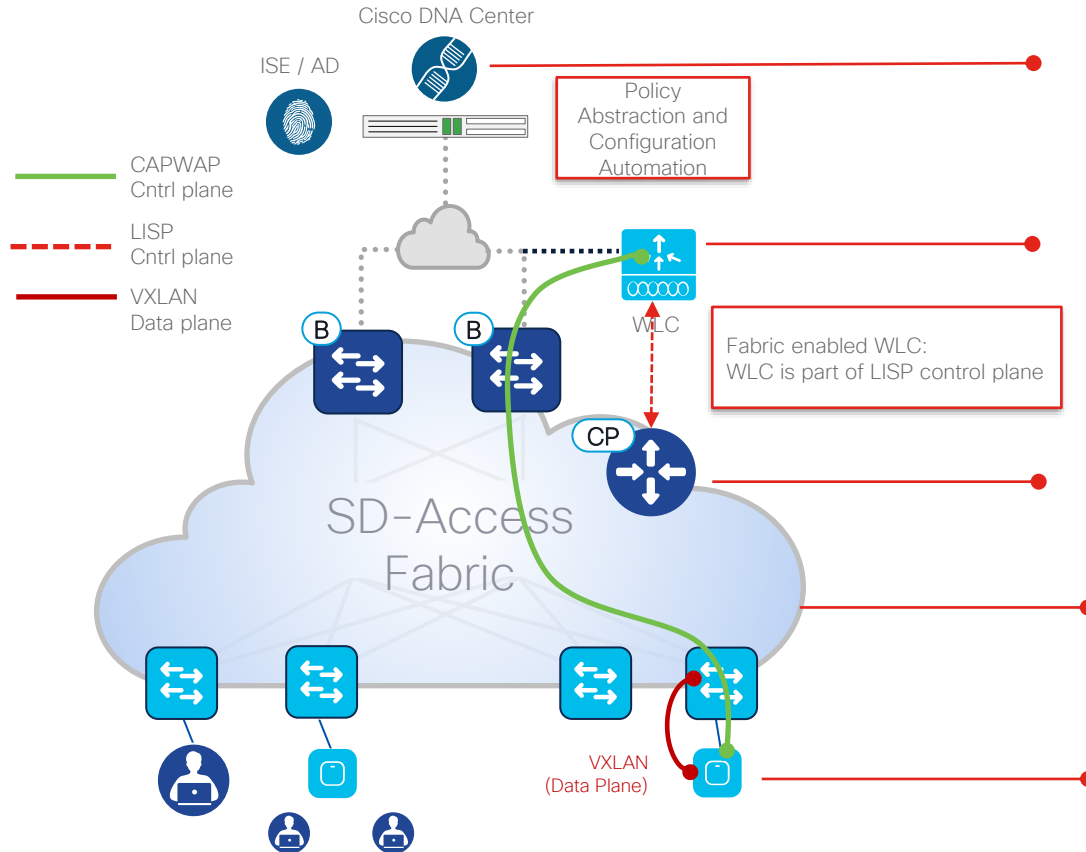 Cisco DNA Center
ISE / AD
Policy
Abstraction and
Configuration
Automation
CAPWAP
Cntrl plane
LISP
Cntrl plane
VXLAN
Data plane
B
B
WLC
Fabric enabled WLC:
WLC is part of LISP control plane
CP
SD-Access
Fabric
VXLAN
(Data Plane)